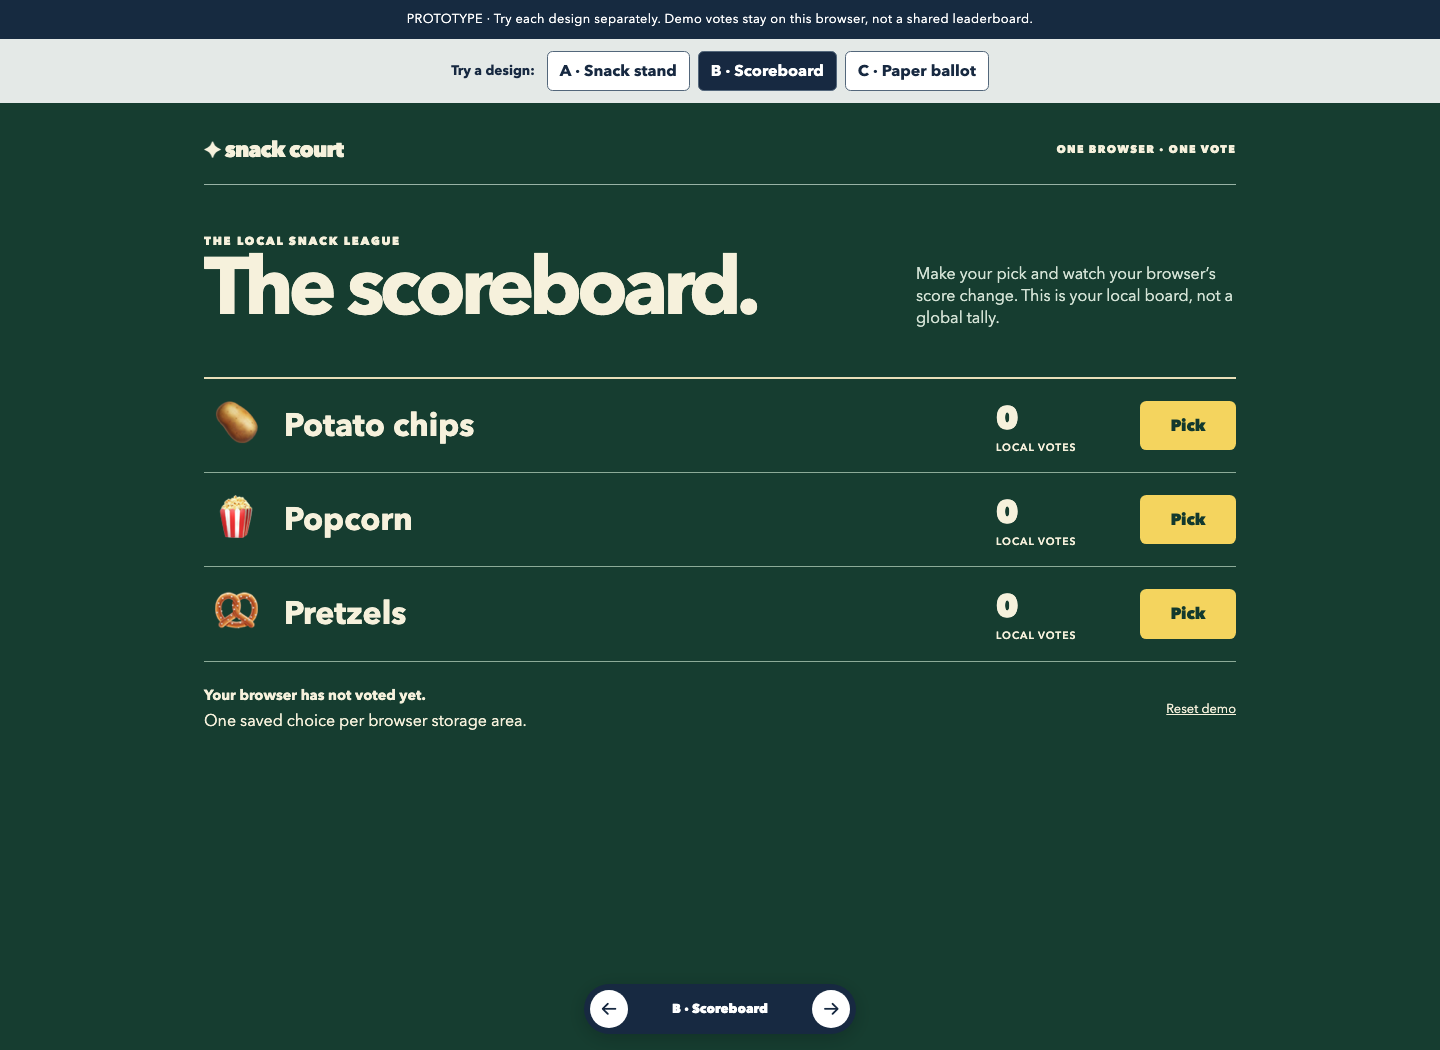 PROTOTYPE · Try each design separately. Demo votes stay on this browser, not a shared leaderboard.
Try a design:
A · Snack stand
B · Scoreboard
C · Paper ballot
snack court
ONE BROWSER · ONE VOTE
THE LOCAL SNACK LEAGUE
The scoreboard.
Make your pick and watch your browser’s
score change. This is your local board, not a
global tally.
Potato chips
0
LOCAL VOTES
Pick
Popcorn
0
LOCAL VOTES
Pick
Pretzels
0
LOCAL VOTES
Pick
Your browser has not voted yet.
One saved choice per browser storage area.
Reset demo
B · Scoreboard